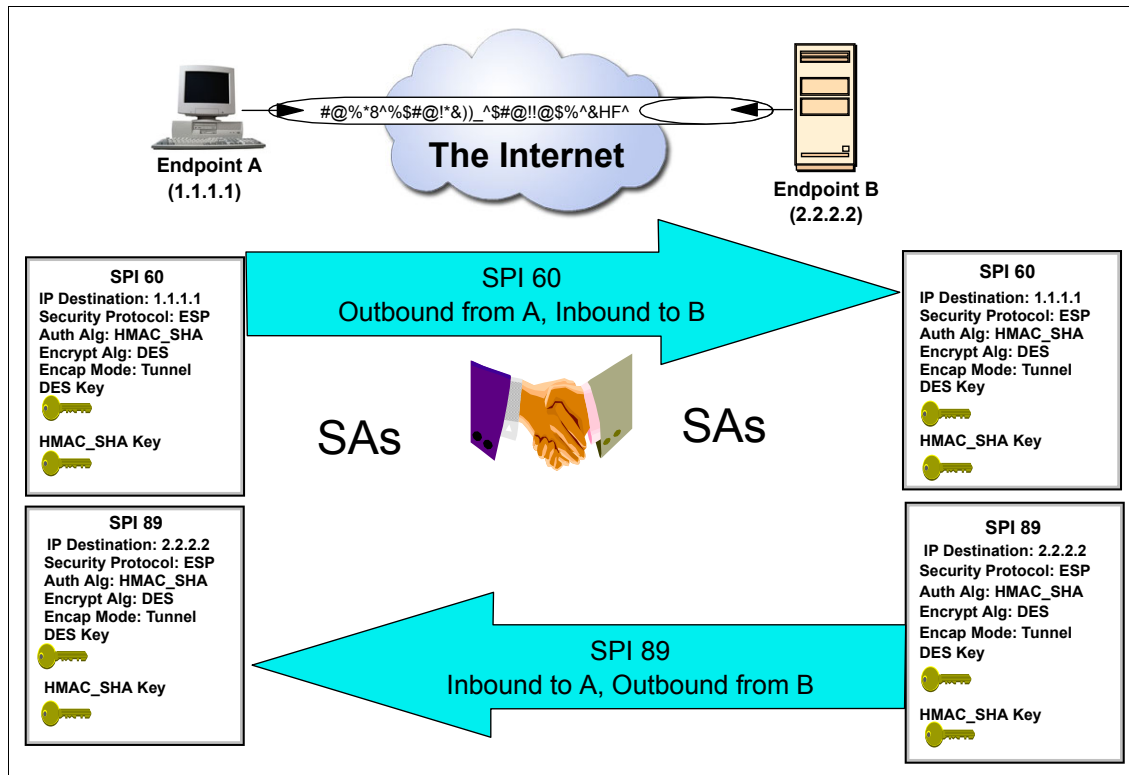 #@%*8^%$#@!*&))_^$#@!!@$%^&HF^
The Internet
Endpoint A
(1.1.1.1)
Endpoint B
(2.2.2.2)
SPI 60
IP Destination: 1.1.1.1
Security Protocol: ESP
Auth Alg: HMAC_SHA
Encrypt Alg: DES
Encap Mode: Tunnel
DES Key
HMAC_SHA Key
SPI 60
Outbound from A, Inbound to B
SPI 60
IP Destination: 1.1.1.1
Security Protocol: ESP
Auth Alg: HMAC_SHA
Encrypt Alg: DES
Encap Mode: Tunnel
DES Key
HMAC_SHA Key
SAs
SAs
SPI 89
IP Destination: 2.2.2.2
Security Protocol: ESP
Auth Alg: HMAC_SHA
Encrypt Alg: DES
Encap Mode: Tunnel
DES Key
HMAC_SHA Key
SPI 89
Inbound to A, Outbound from B
SPI 89
IP Destination: 2.2.2.2
Security Protocol: ESP
Auth Alg: HMAC_SHA
Encrypt Alg: DES
Encap Mode: Tunnel
DES Key
HMAC_SHA Key